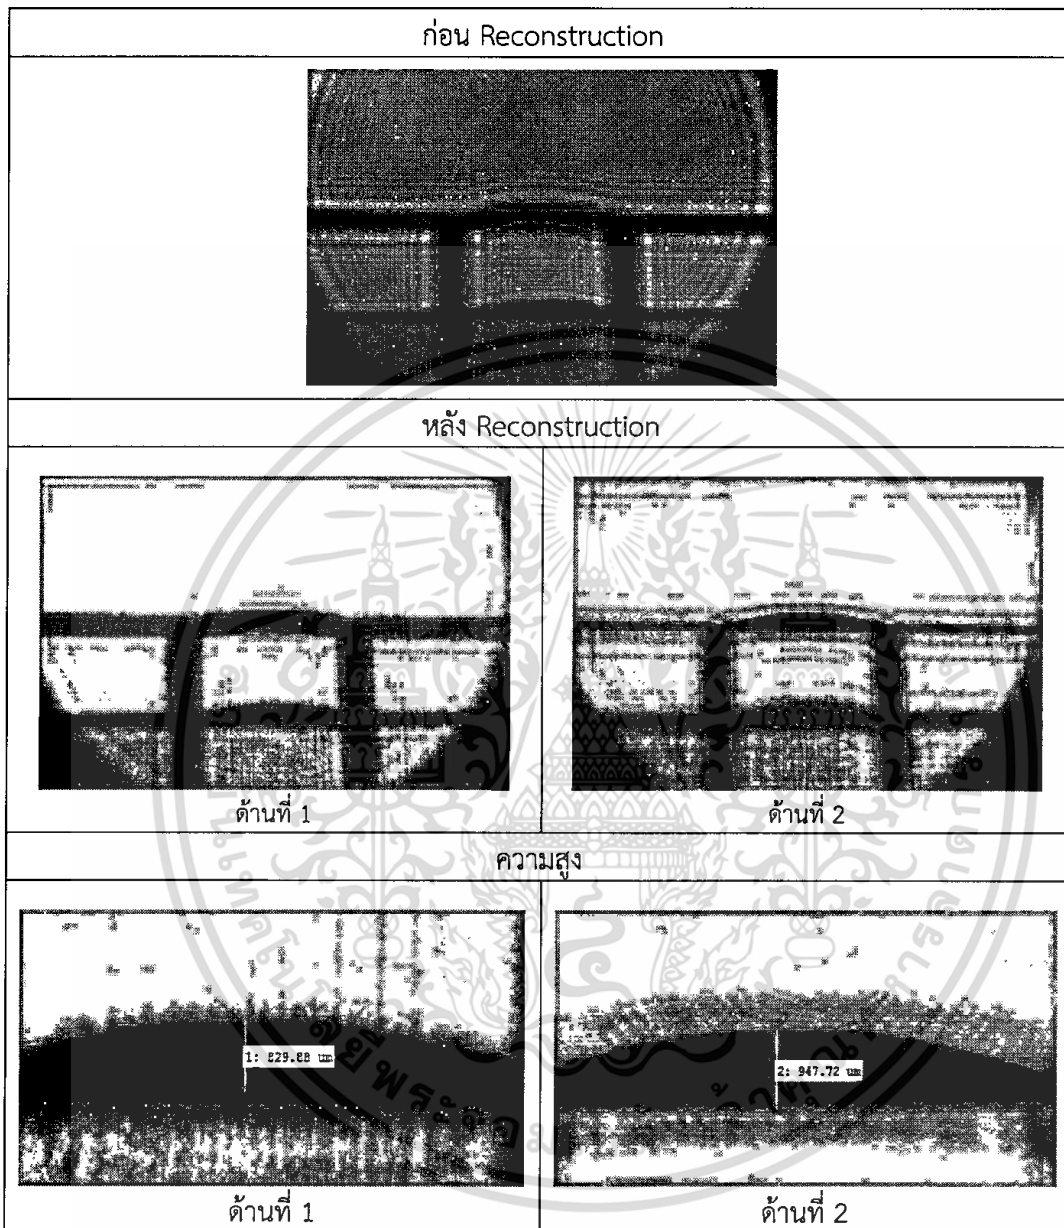 ก่อน Reconstruction
หลัง Reconstruction
ด้านที่ 1
ด้านที่ 2
ความสูง
1: 829.88 um
2: 947.72 um
ด้านที่ 1
ด้านที่ 2